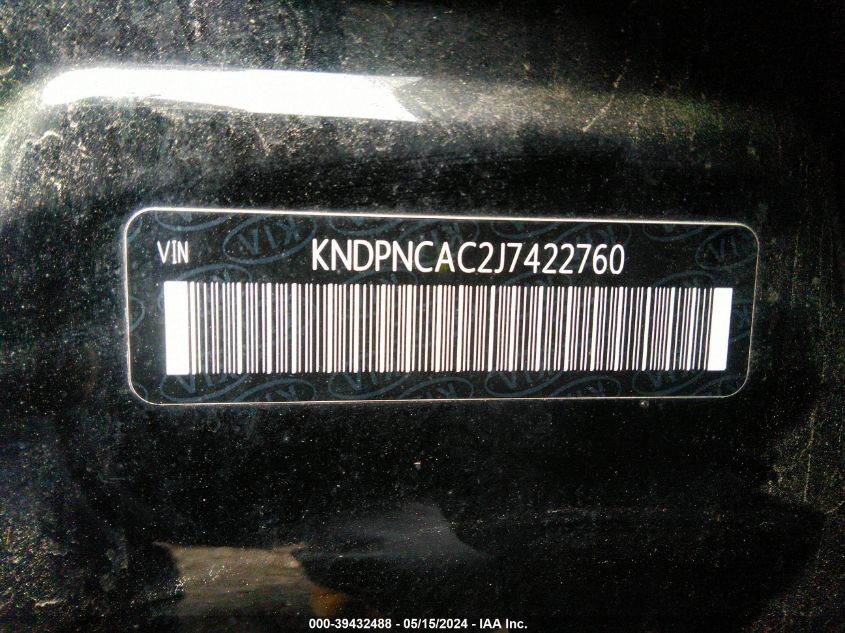 VIN KNDPNCAC2J7422760
000-39432488 - 05/15/2024 - IAA Inc.